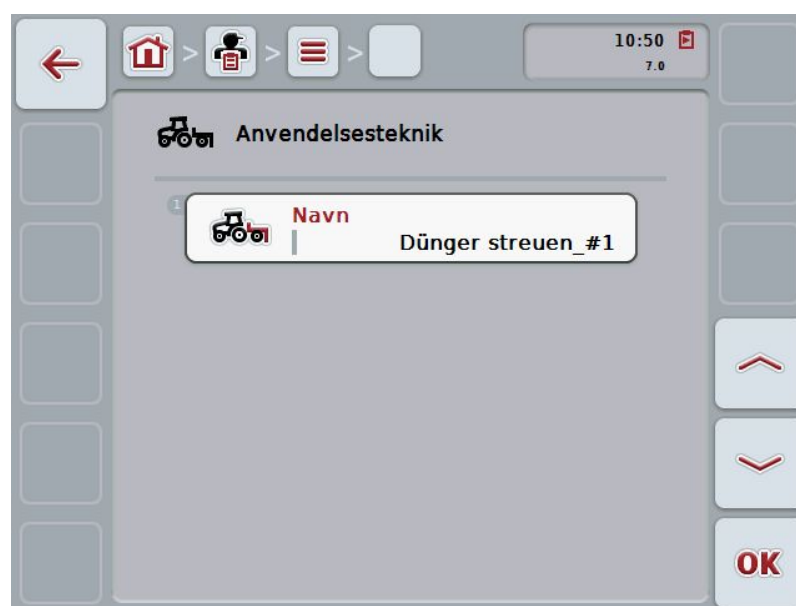 > > >
10:50
7.0
Anvendelsesteknik
1
Navn
Dünger streuen_#1
OK